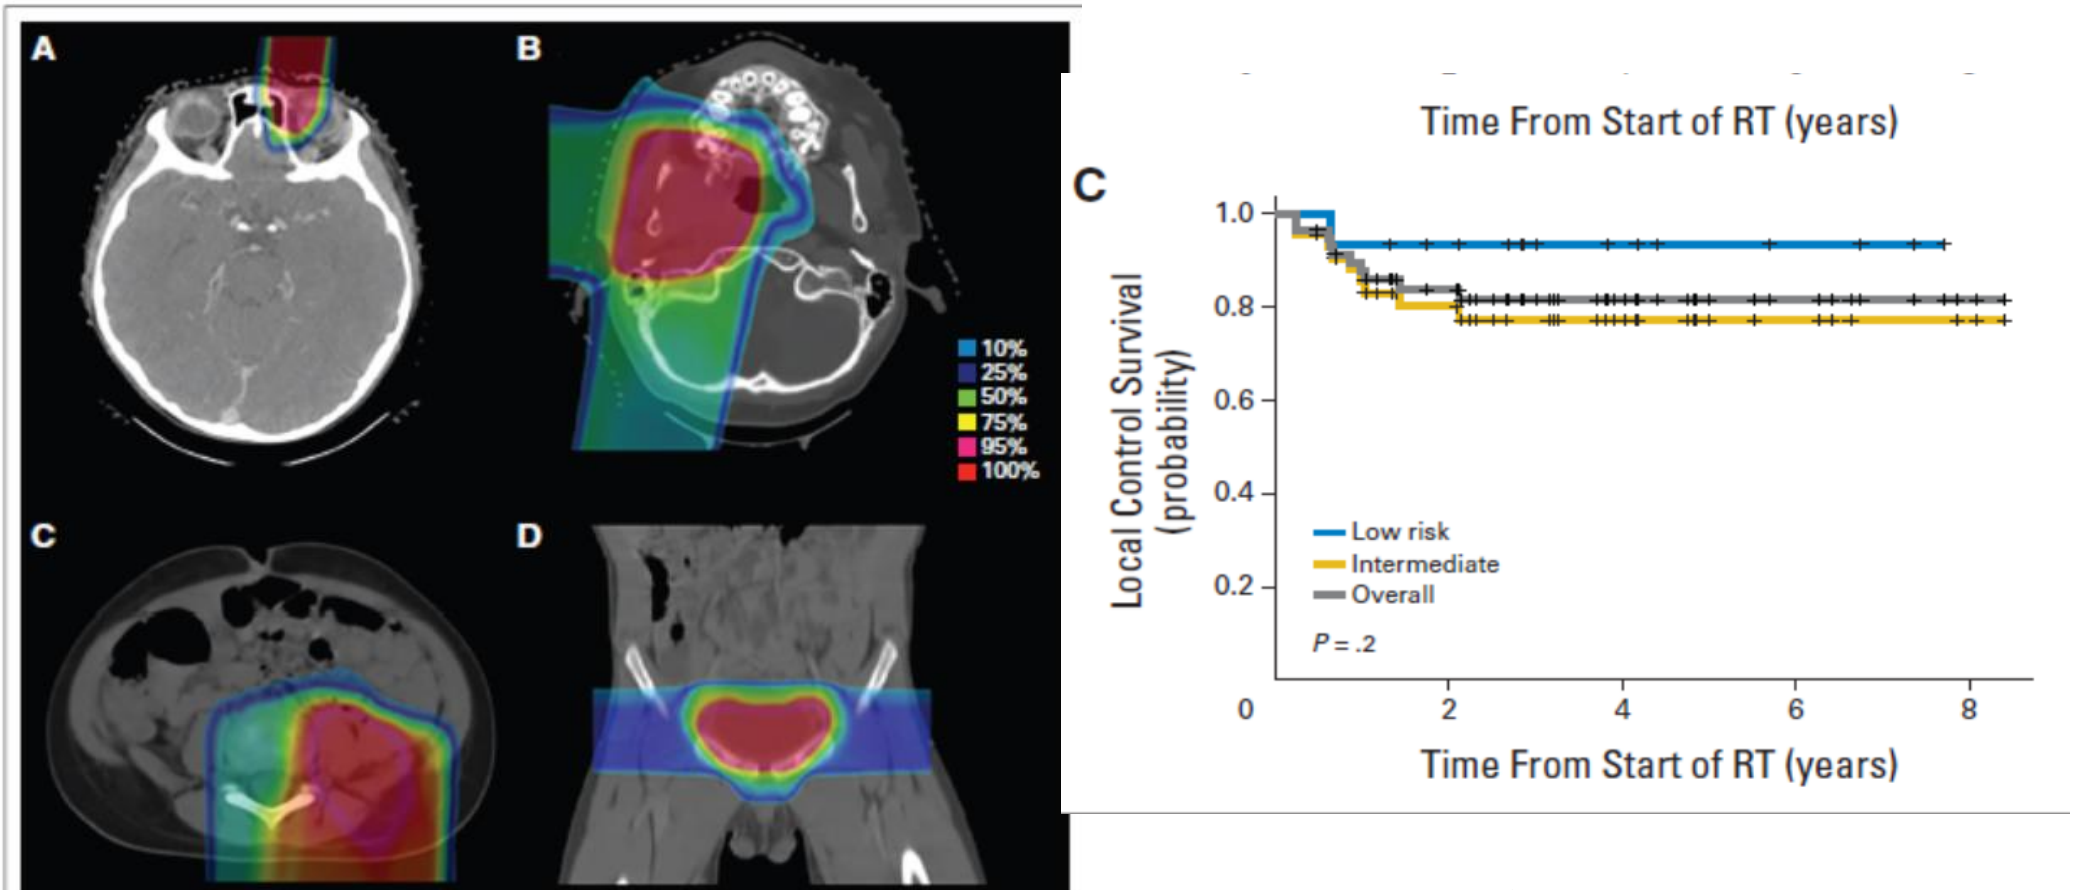 A
B
10%
25%
50%
75%
95%
100%
C
D
Time From Start of RT (years)
C
Local Control Survival
(probability)
1.0
0.8
0.6
0.4
0.2
0
Low risk
Intermediate
Overall
P = .2
2
4
6
8
Time From Start of RT (years)